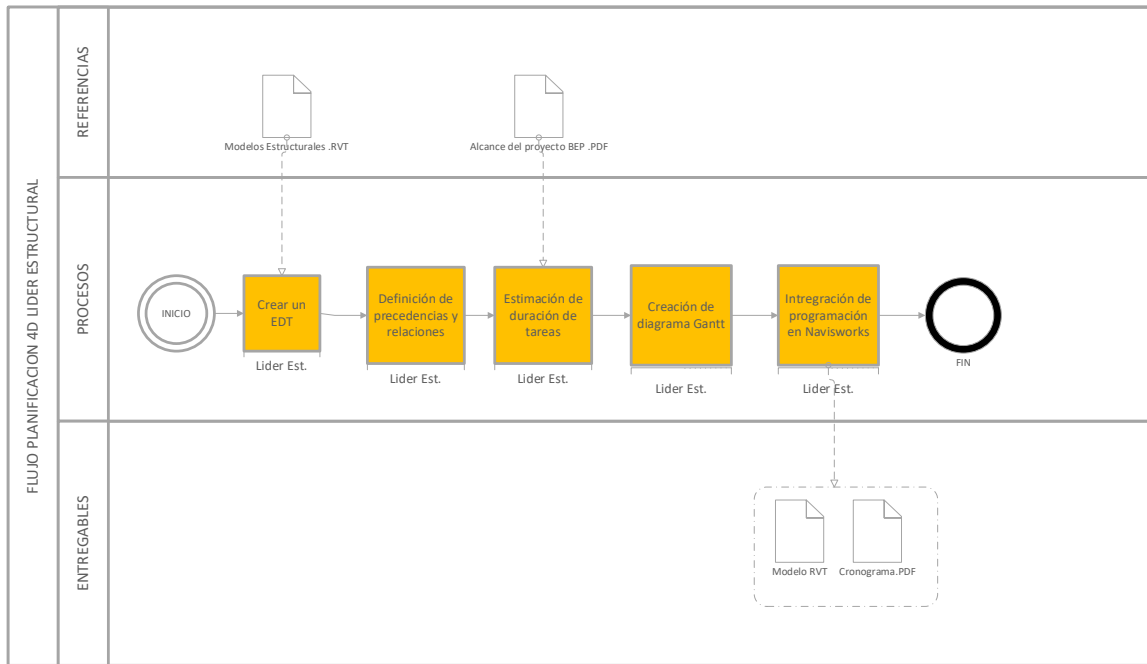 FLUJO PLANIFICACION 4D LIDER ESTRUCTURAL
REFERENCIAS
Modelos Estructurales .RVT
Alcance del proyecto BEP .PDF
PROCESOS
INICIO
Crear un
EDT
Lider Est.
Definición de
precedencias y
relaciones
Lider Est.
Estimación de
duración de
tareas
Lider Est.
Creación de
diagrama Gantt
Lider Est.
Intregración de
programación
en Navisworks
Lider Est.
FIN
ENTREGABLES
Modelo RVT
Cronograma.PDF